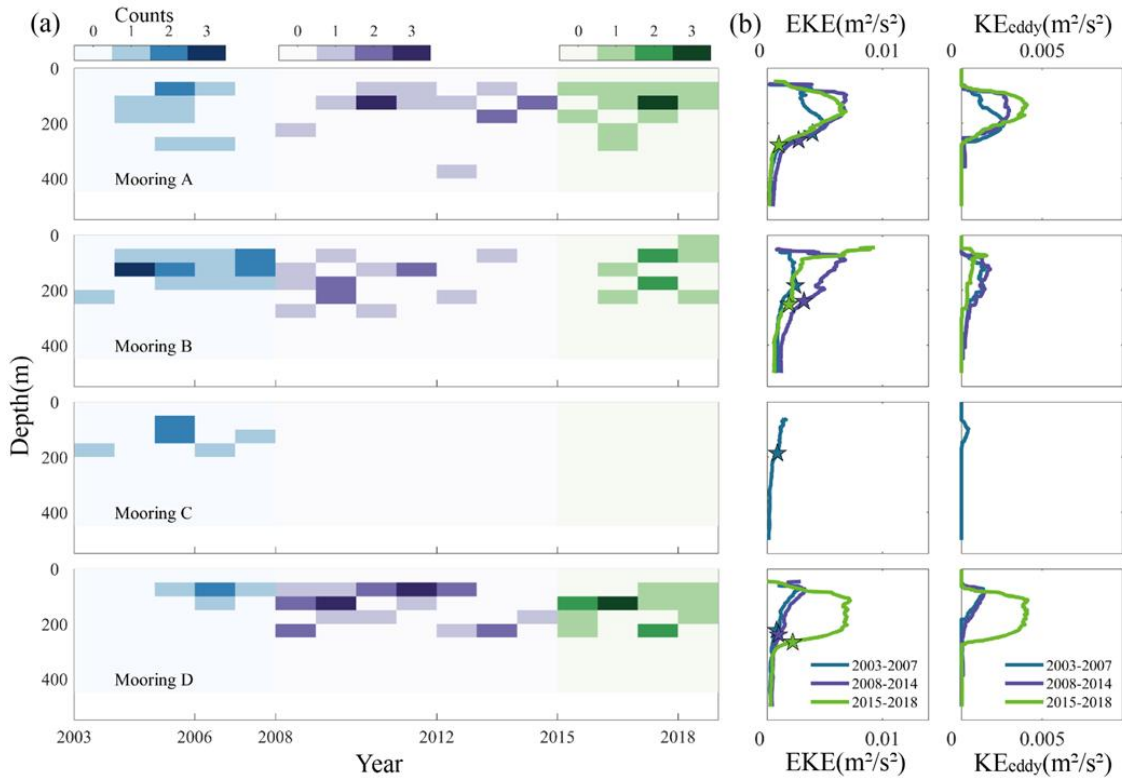 (a)
Counts
0 1 2 3
0 1 2 3
0 1 2 3
(b)
EKE(m²/s²)
0 0.01
KEeddy(m²/s²)
0 0.005
Depth(m)
0
200
400
Mooring A
0
200
400
Mooring B
0
200
400
Mooring C
0
200
400
Mooring D
2003 2006 2008 2012 2015 2018
Year
2003-2007
2008-2014
2015-2018
0 0.01
EKE(m²/s²)
2003-2007
2008-2014
2015-2018
0 0.005
KEeddy(m²/s²)